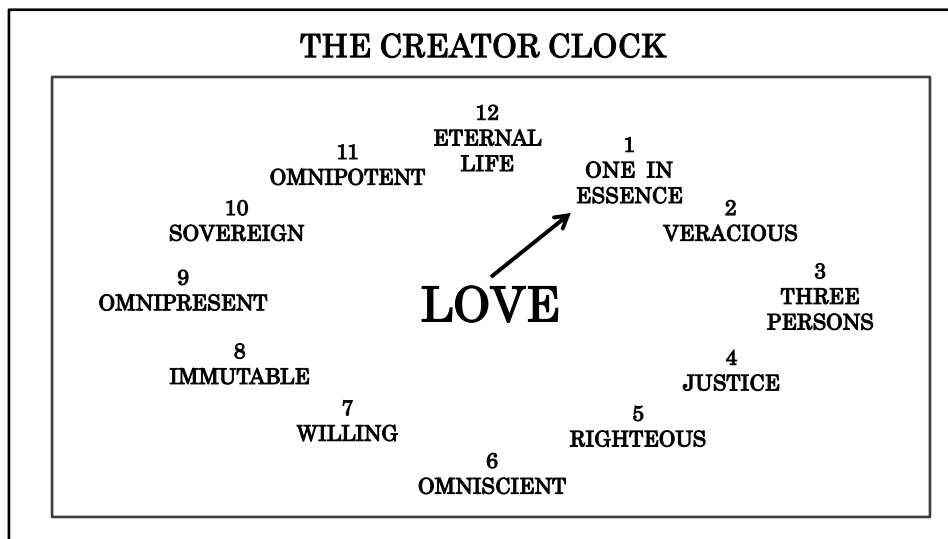 THE CREATOR CLOCK
12
ETERNAL
LIFE
1
ONE IN
ESSENCE
2
VERACIOUS
3
THREE
PERSONS
4
JUSTICE
5
RIGHTEOUS
6
OMNISCIENT
7
WILLING
8
IMMUTABLE
9
OMNIPRESENT
10
SOVEREIGN
11
OMNIPOTENT
LOVE